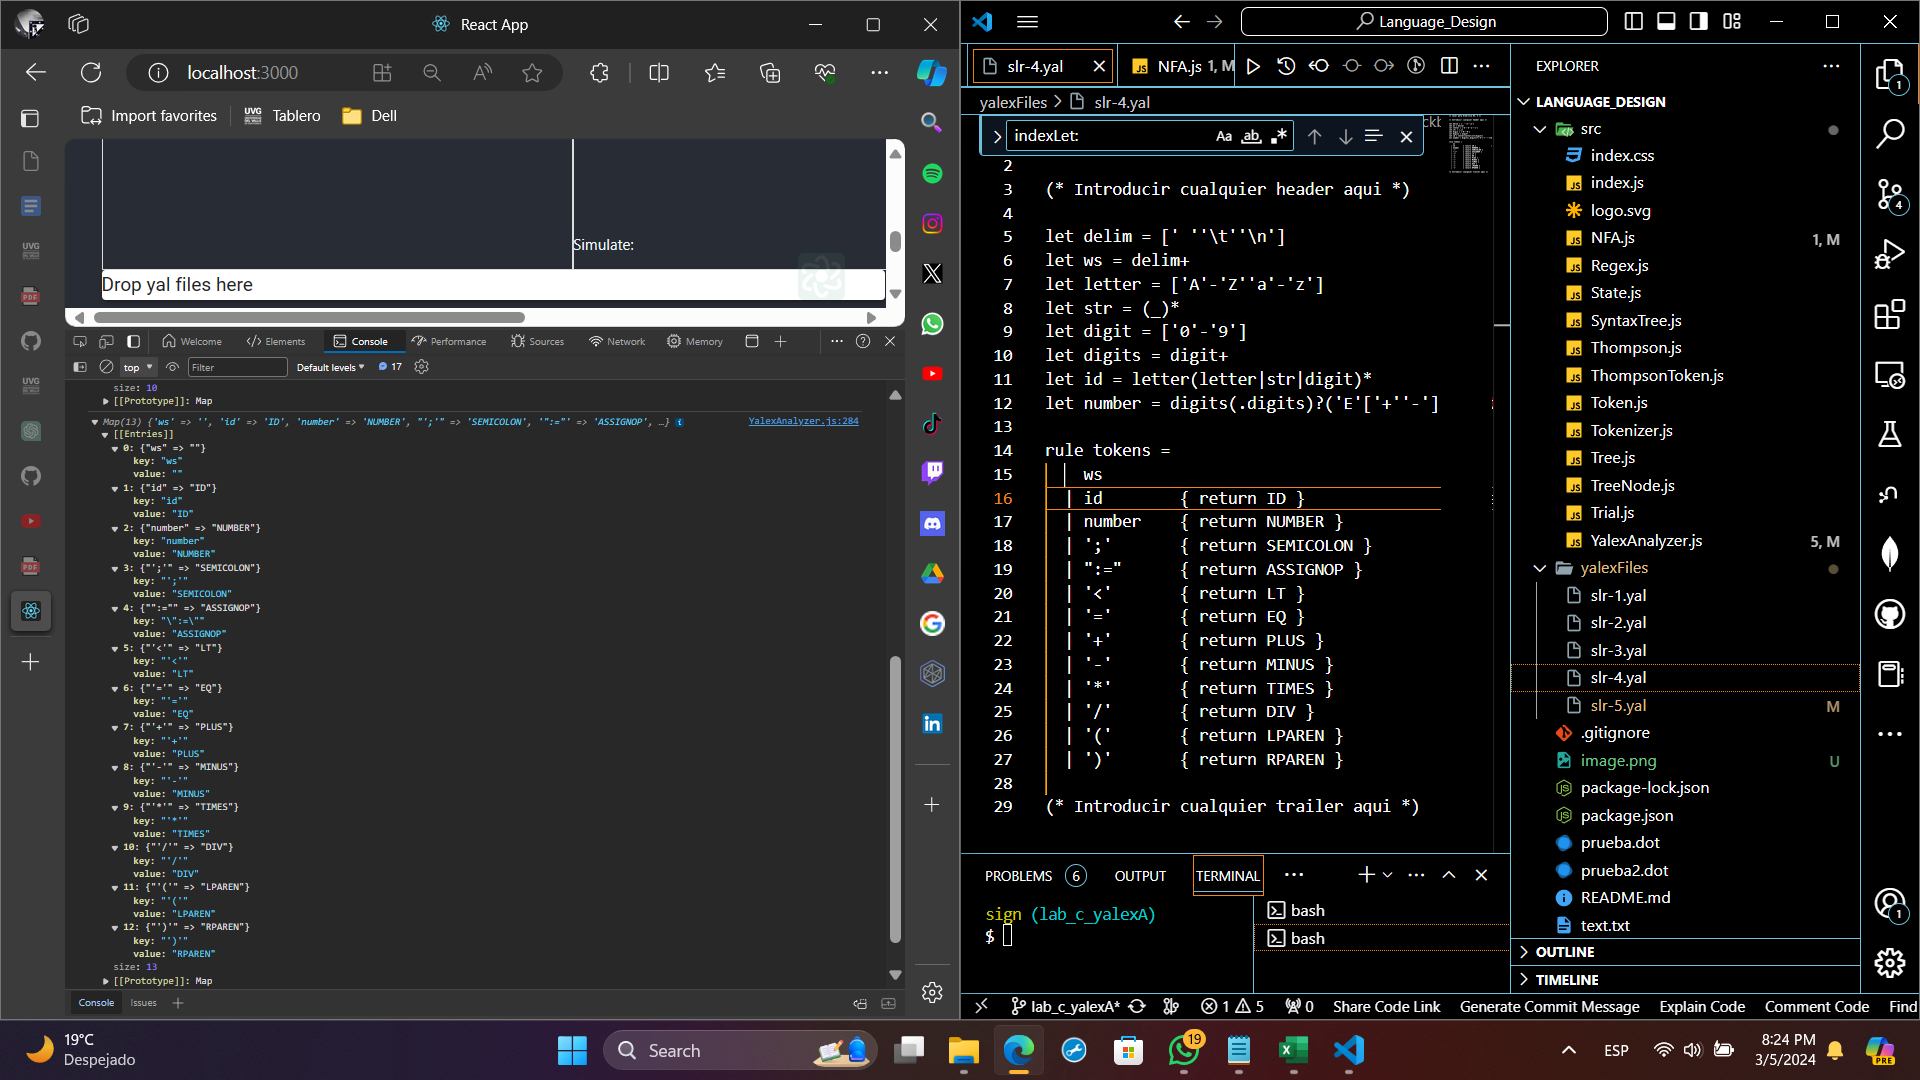 React App
localhost:3000
Import favorites
Tablero
Dell
Simulate:
Drop yal files here
Welcome
Elements
Console
Performance
Sources
Network
Memory
top
Filter
Default levels
17
size: 10
[[Prototype]]: Map
Map(13) {'ws' => '', 'id' => 'ID', 'number' => 'NUMBER', "';'" => 'SEMICOLON', '":="' => 'ASSIGNOP', …}
YalexAnalyzer.js:284
[[Entries]]
0: {"ws" => ""}
key: "ws"
value: ""
1: {"id" => "ID"}
key: "id"
value: "ID"
2: {"number" => "NUMBER"}
key: "number"
value: "NUMBER"
3: {"';'" => "SEMICOLON"}
key: "';'"
value: "SEMICOLON"
4: {"":="" => "ASSIGNOP"}
key: "\":=\""
value: "ASSIGNOP"
5: {"'<'" => "LT"}
key: "'<'"
value: "LT"
6: {"'='" => "EQ"}
key: "'='"
value: "EQ"
7: {"'+'" => "PLUS"}
key: "'+'"
value: "PLUS"
8: {"'-'" => "MINUS"}
key: "'-'"
value: "MINUS"
9: {"'*'" => "TIMES"}
key: "'*'"
value: "TIMES"
10: {"'/'" => "DIV"}
key: "'/'"
value: "DIV"
11: {"'('" => "LPAREN"}
key: "'('"
value: "LPAREN"
12: {"')'" => "RPAREN"}
key: "')'"
value: "RPAREN"
size: 13
[[Prototype]]: Map
Console
Issues
Language_Design
slr-4.yal
NFA.js 1, M
yalexFiles > slr-4.yal
indexLet:
2
3 (* Introducir cualquier header aqui *)
4
5 let delim = [' ''\t''\n']
6 let ws = delim+
7 let letter = ['A'-'Z''a'-'z']
8 let str = (_)*
9 let digit = ['0'-'9']
10 let digits = digit+
11 let id = letter(letter|str|digit)*
12 let number = digits(.digits)?('E'['+''-']
13
14 rule tokens =
15 ws
16 | id { return ID }
17 | number { return NUMBER }
18 | ';' { return SEMICOLON }
19 | ":=" { return ASSIGNOP }
20 | '<' { return LT }
21 | '=' { return EQ }
22 | '+' { return PLUS }
23 | '-' { return MINUS }
24 | '*' { return TIMES }
25 | '/' { return DIV }
26 | '(' { return LPAREN }
27 | ')' { return RPAREN }
28
29 (* Introducir cualquier trailer aqui *)
PROBLEMS 6
OUTPUT
TERMINAL
sign (lab_c_yalexA)
$
bash
bash
EXPLORER
LANGUAGE_DESIGN
src
index.css
index.js
logo.svg
NFA.js 1, M
Regex.js
State.js
SyntaxTree.js
Thompson.js
ThompsonToken.js
Token.js
Tokenizer.js
Tree.js
TreeNode.js
Trial.js
YalexAnalyzer.js 5, M
yalexFiles
slr-1.yal
slr-2.yal
slr-3.yal
slr-4.yal
slr-5.yal M
.gitignore
image.png U
package-lock.json
package.json
prueba.dot
prueba2.dot
README.md
text.txt
OUTLINE
TIMELINE
1
4
1
lab_c_yalexA*
1
5
0
Share Code Link
Generate Commit Message
Explain Code
Comment Code
Find
19°C
Despejado
Search
19
ESP
8:24 PM
3/5/2024